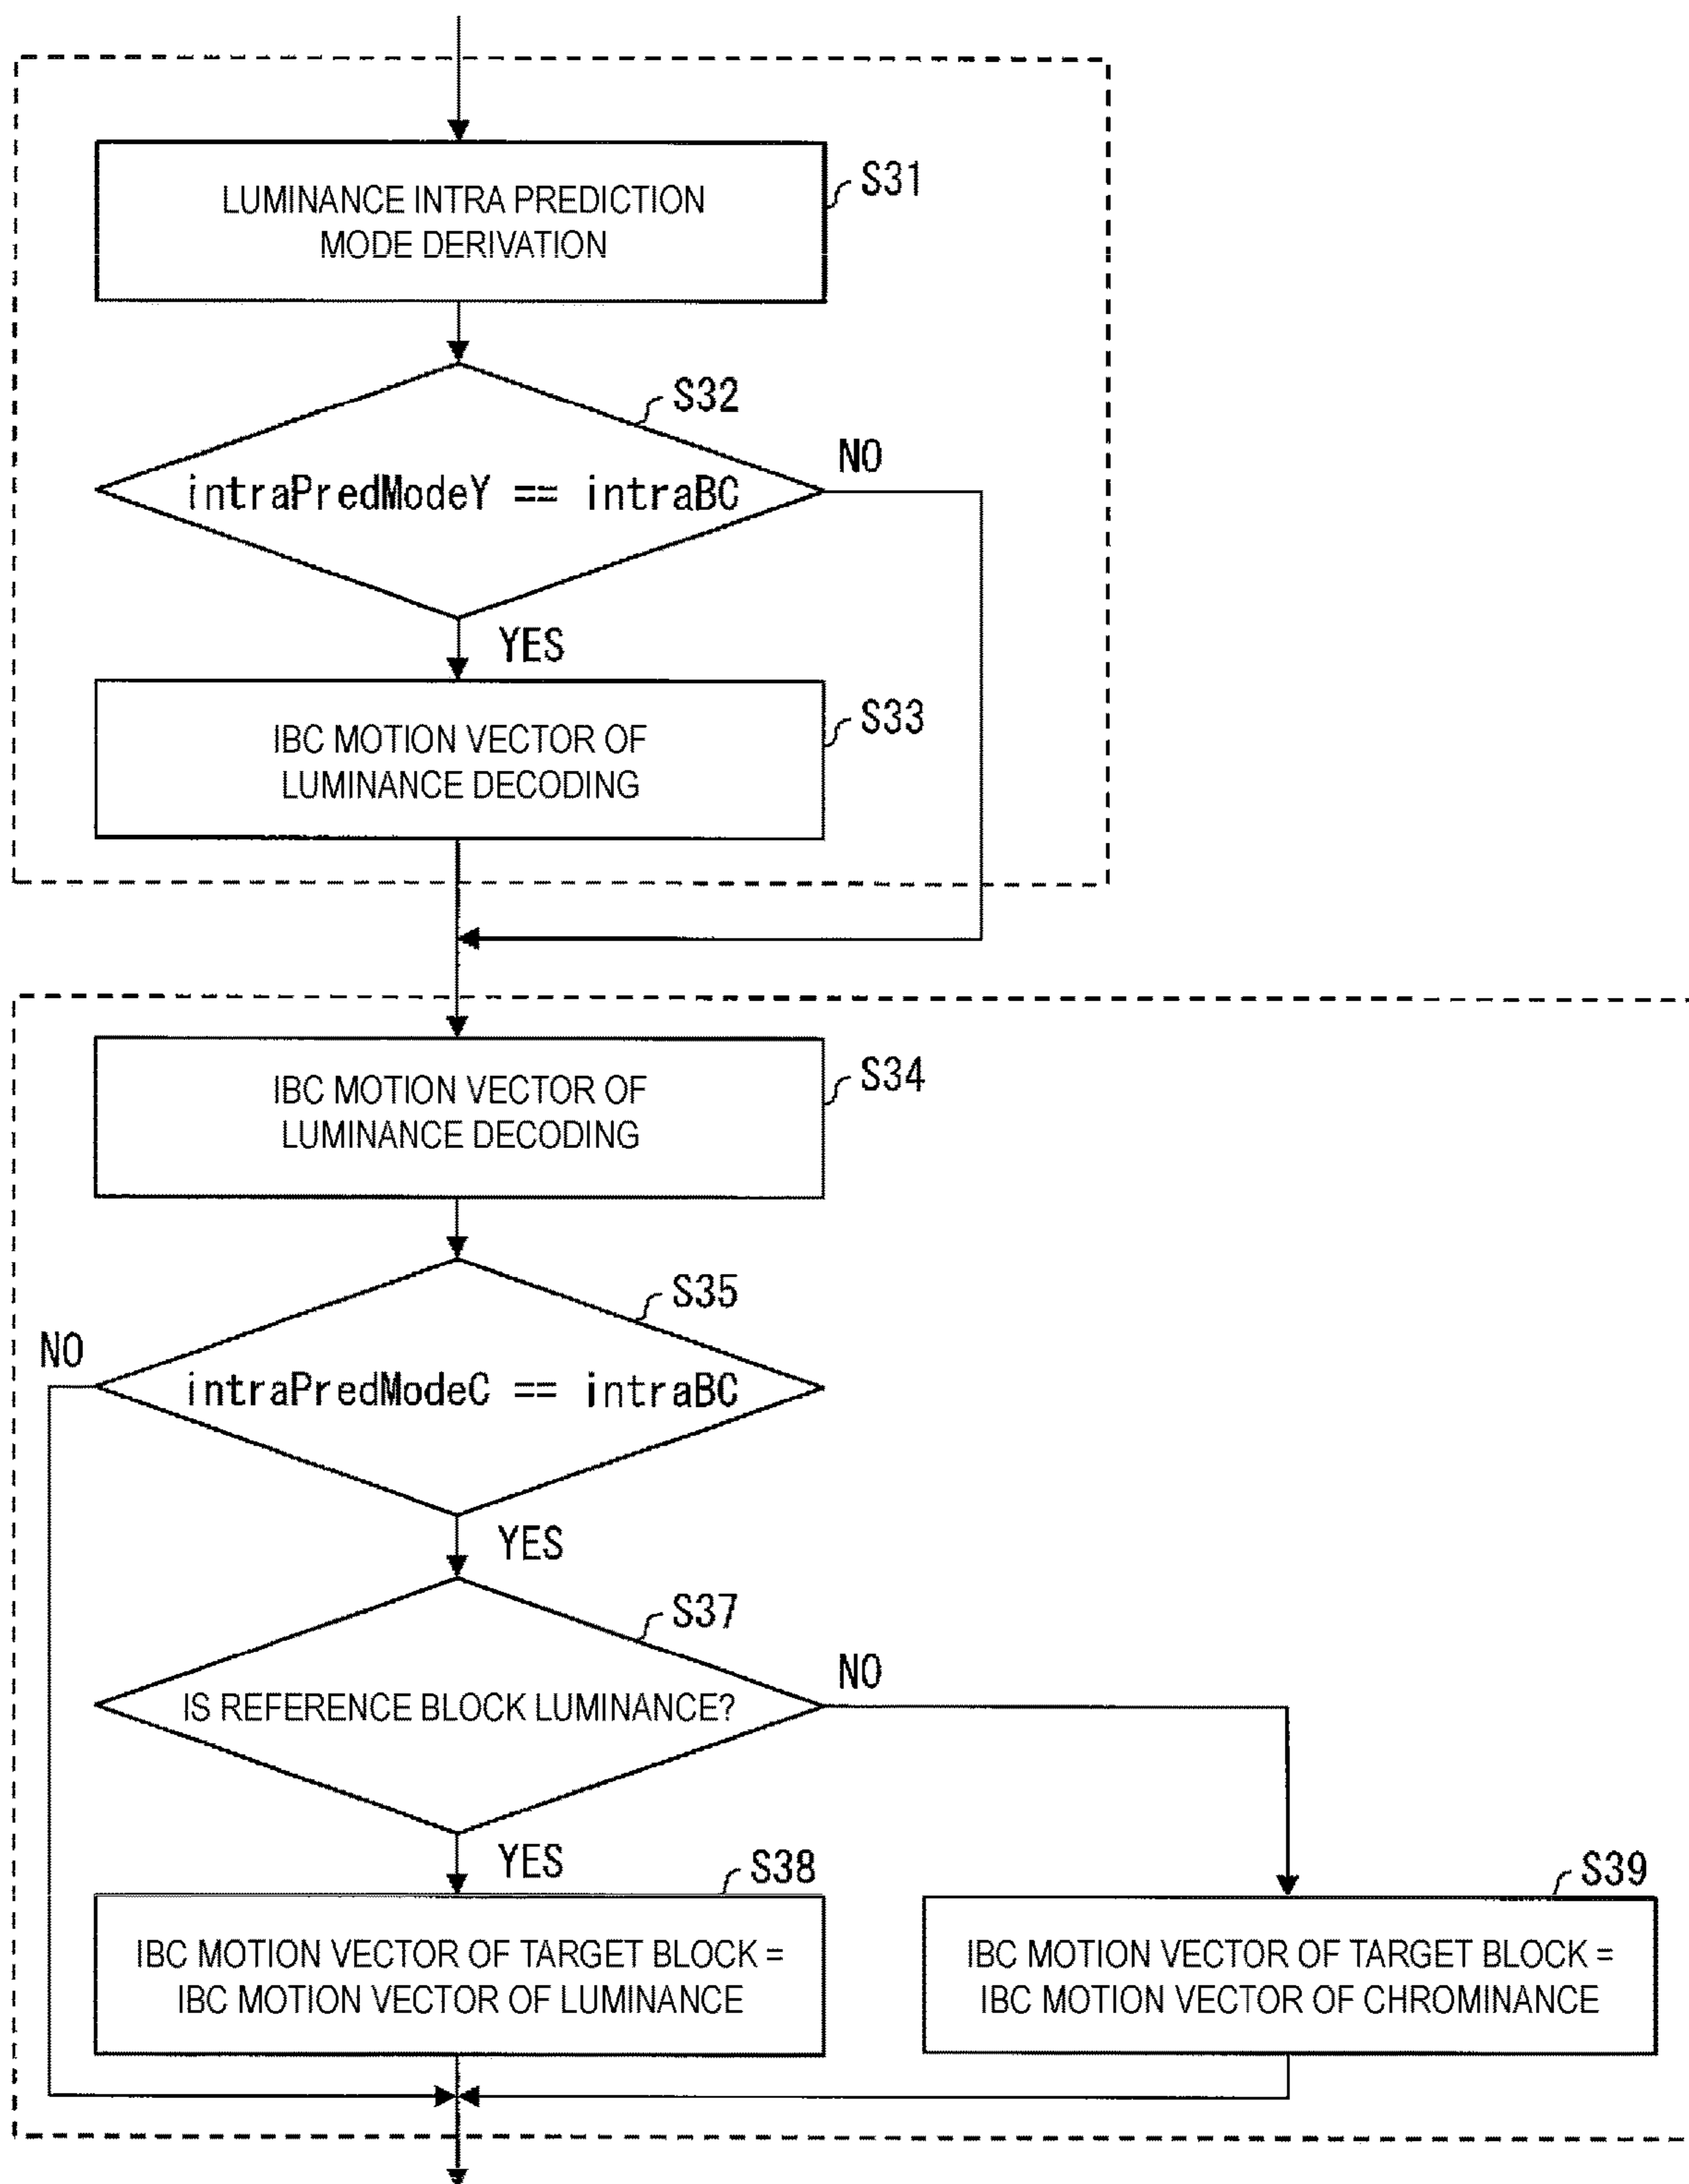 LUMINANCE INTRA PREDICTION
MODE DERIVATION
S31
S32
intraPredModeY == intraBC
NO
YES
IBC MOTION VECTOR OF
LUMINANCE DECODING
S33
IBC MOTION VECTOR OF
LUMINANCE DECODING
S34
S35
NO
intraPredModeC == intraBC
YES
S37
IS REFERENCE BLOCK LUMINANCE?
NO
YES
S38
IBC MOTION VECTOR OF TARGET BLOCK =
IBC MOTION VECTOR OF LUMINANCE
S39
IBC MOTION VECTOR OF TARGET BLOCK =
IBC MOTION VECTOR OF CHROMINANCE